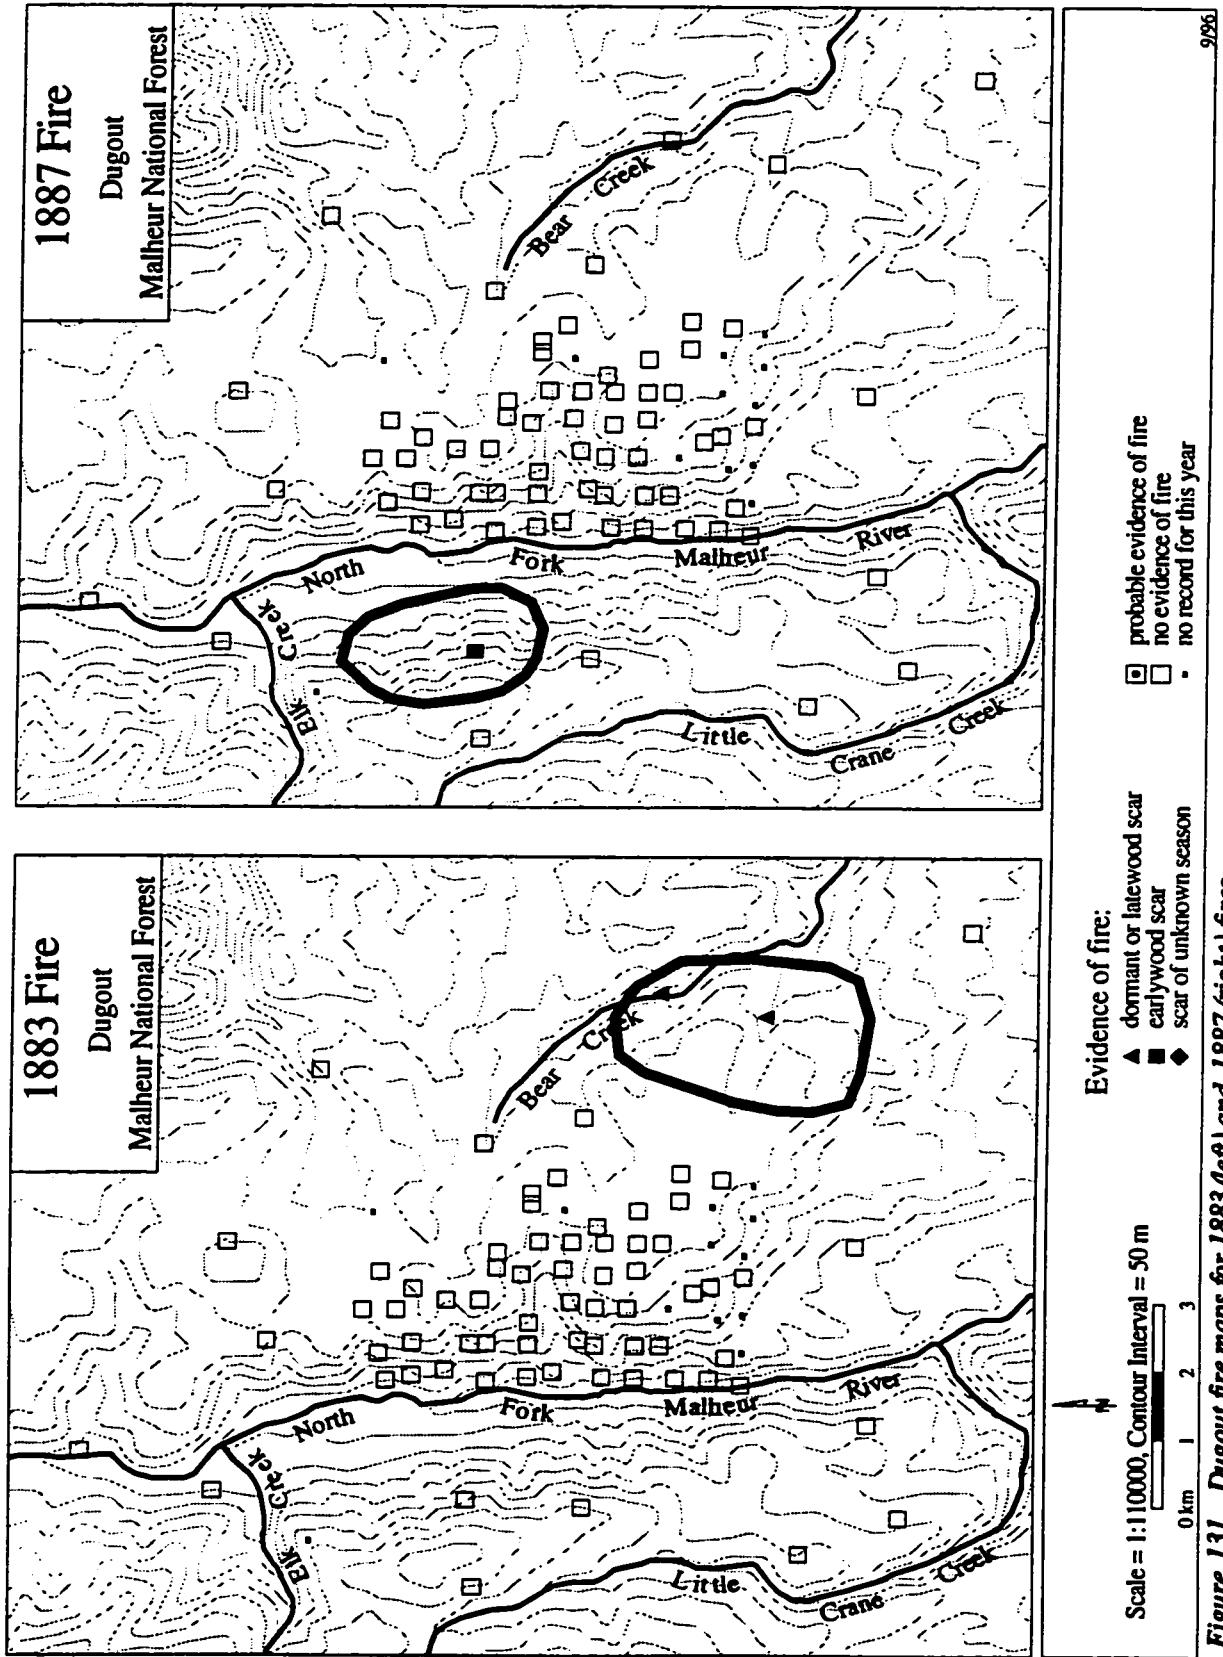 1883 Fire
Dugout
Malheur National Forest
Elk
Creek
North
Fork
Malheur
River
Little
Crane
Creek
Bear
Creek
1887 Fire
Dugout
Malheur National Forest
Elk
Creek
North
Fork
Malheur
River
Little
Crane
Creek
Bear
Creek
Scale = 1:110000, Contour Interval = 50 m
0 km 1 2 3
N
Evidence of fire:
▲ dormant or latewood scar
■ earlywood scar
◆ scar of unknown season
probable evidence of fire
no evidence of fire
no record for this year
9/96
Figure 131. Dugout fire maps for 1883 (left) and 1887 (right) fires.